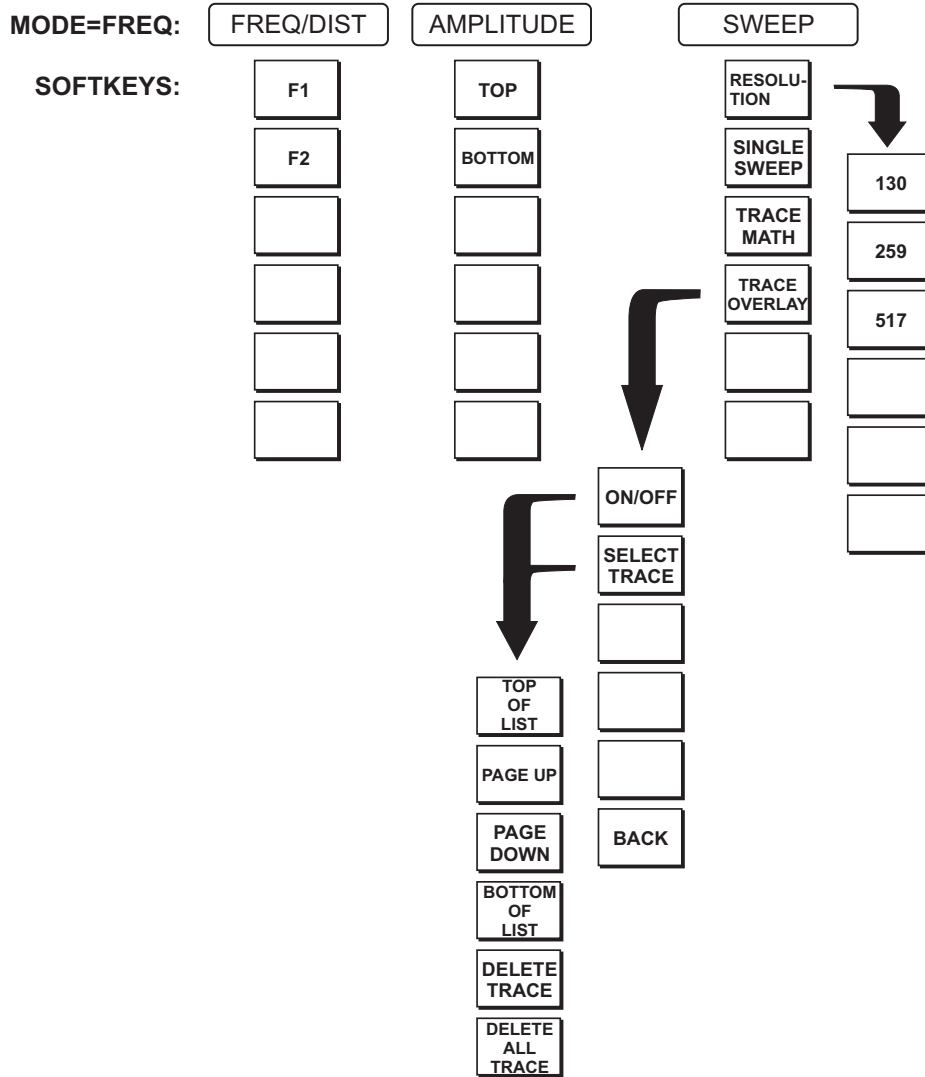 MODE=FREQ:
FREQ/DIST
AMPLITUDE
SWEEP
SOFTKEYS:
F1
F2
TOP
BOTTOM
RESOLU-
TION
SINGLE
SWEEP
TRACE
MATH
TRACE
OVERLAY
130
259
517
ON/OFF
SELECT
TRACE
BACK
TOP
OF
LIST
PAGE UP
PAGE
DOWN
BOTTOM
OF
LIST
DELETE
TRACE
DELETE
ALL
TRACE